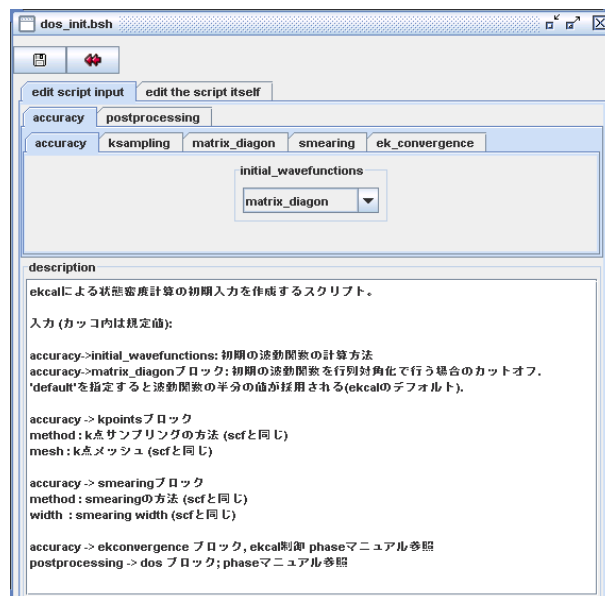 dos_init.bsh
edit script input edit the script itself
accuracy postprocessing
accuracy ksampling matrix_diagon smearing ek_convergence
initial_wavefunctions
matrix_diagon
description
ekcalによる状態密度計算の初期入力を作成するスクリプト。
入力 (カッコ内は規定値):
accuracy->initial_wavefunctions: 初期の波動関数の計算方法
accuracy->matrix_diagonブロック: 初期の波動関数を行列対角化で行う場合のカットオフ.
'default'を指定すると波動関数の半分の値が採用される(ekcalのデフォルト).
accuracy -> kpointsブロック
method : k点サンプリングの方法 (scfと同じ)
mesh : k点メッシュ (scfと同じ)
accuracy -> smearingブロック
method : smearingの方法 (scfと同じ)
width : smearing width (scfと同じ)
accuracy -> ekconvergence ブロック, ekcal制御 phaseマニュアル参照
postprocessing -> dos ブロック; phaseマニュアル参照